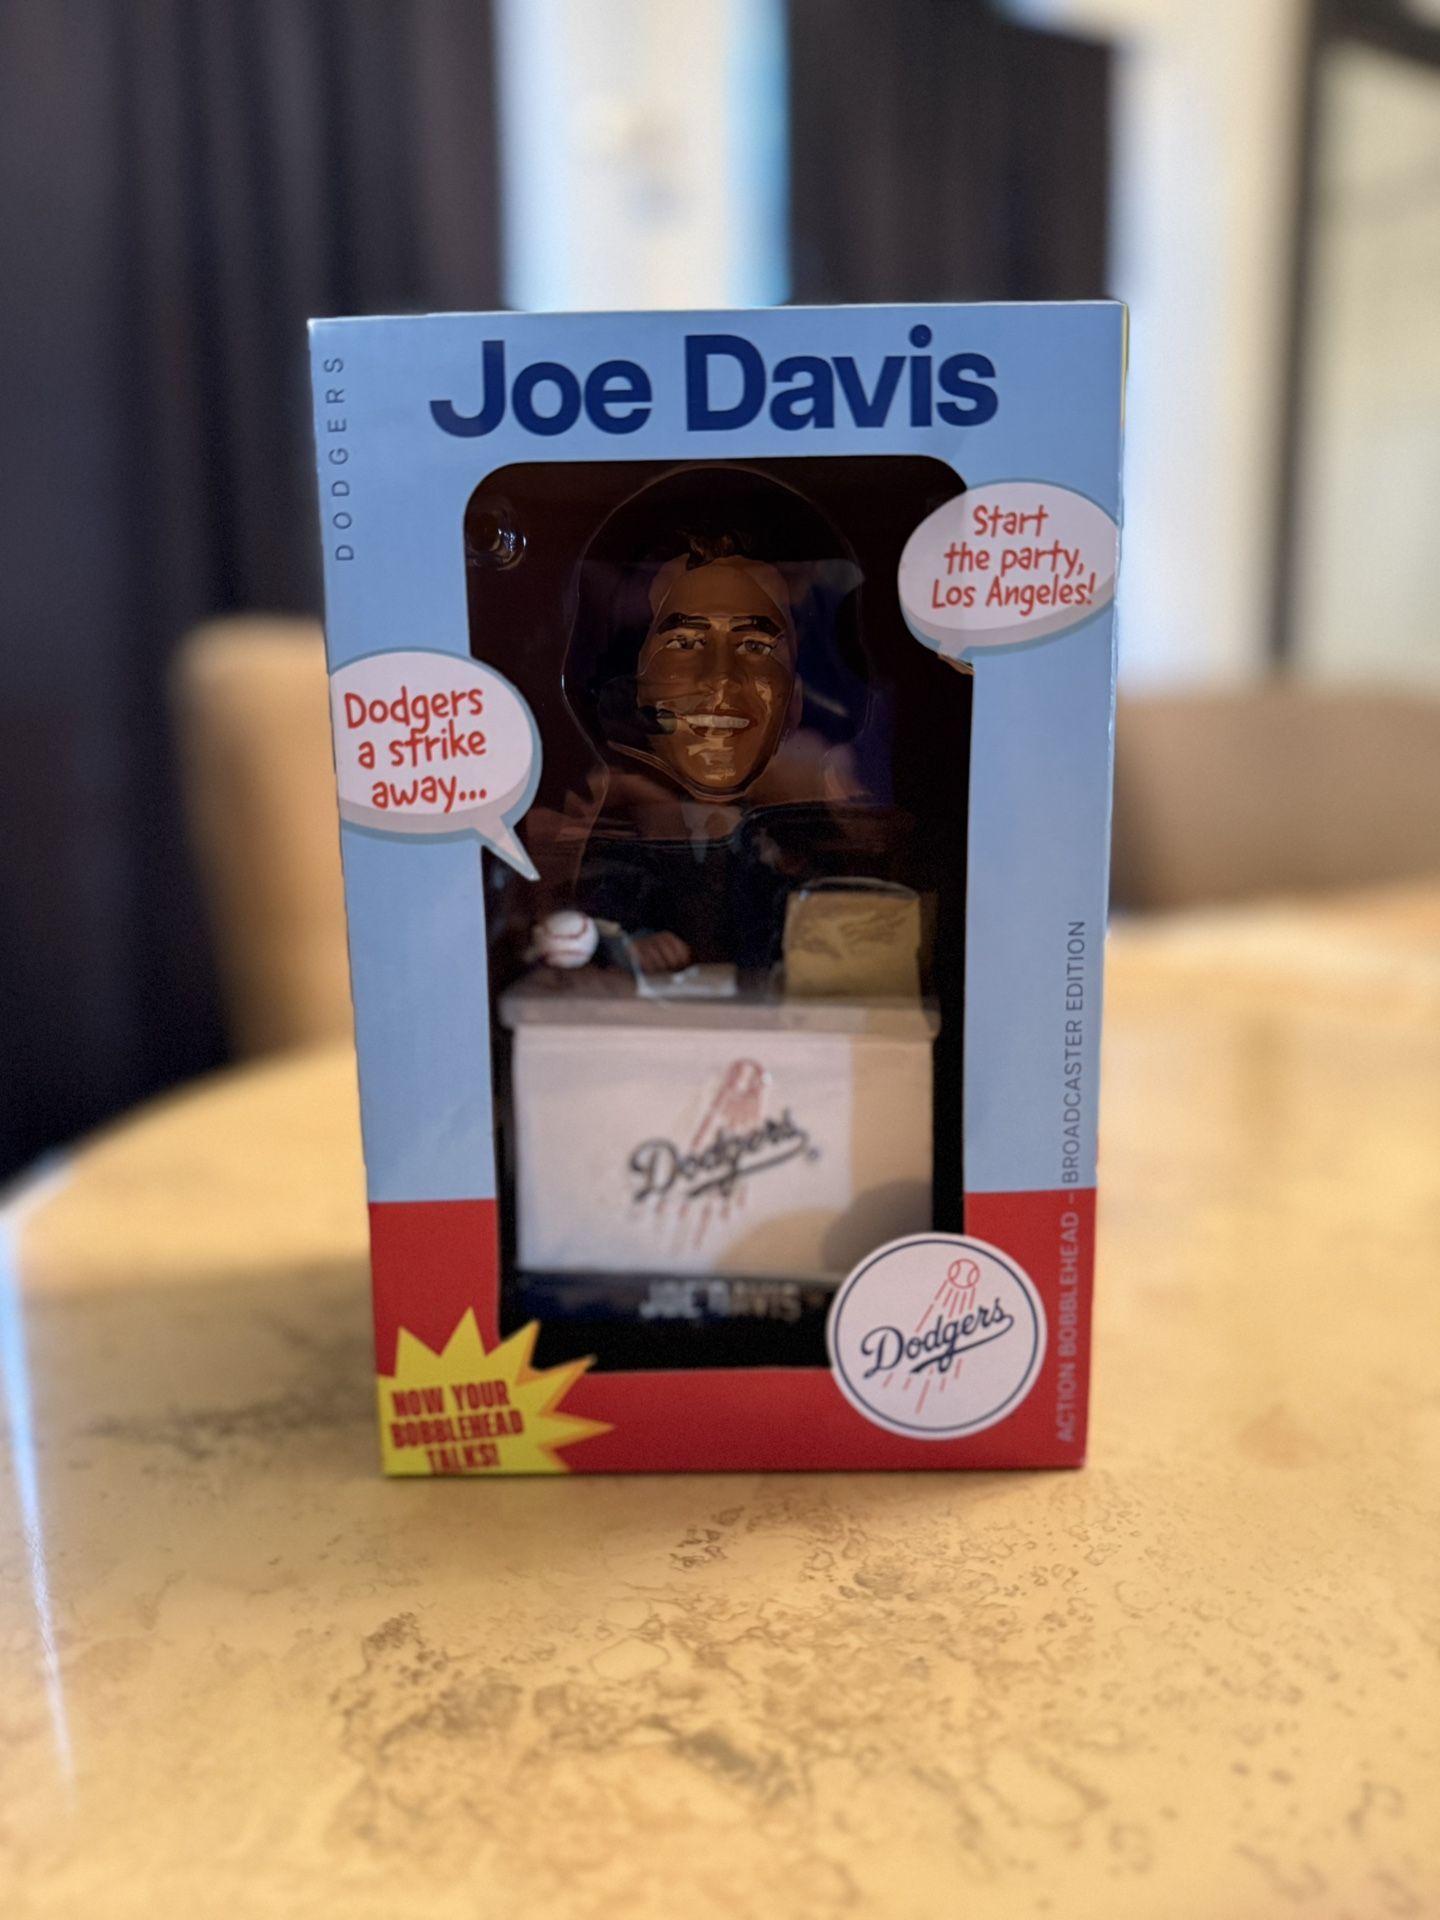 Joe Davis
DODGERS
Start
the party,
Los Angeles!
Dodgers
a strike
away...
Dodgers
JOE DAVIS
Dodgers
NOW YOUR
BOBBLEHEAD
TALKS!
ACTION BOBBLEHEAD – BROADCASTER EDITION